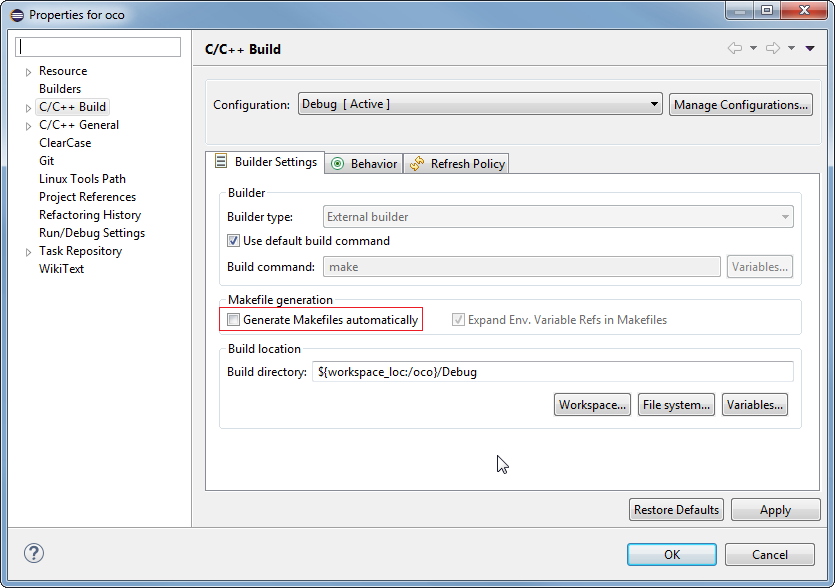 Properties for oco
C/C++ Build
Resource
Builders
C/C++ Build
C/C++ General
ClearCase
Git
Linux Tools Path
Project References
Refactoring History
Run/Debug Settings
Task Repository
WikiText
Configuration: Debug [ Active ] Manage Configurations...
Builder Settings Behavior Refresh Policy
Builder
Builder type: External builder
Use default build command
Build command: make Variables...
Makefile generation
Generate Makefiles automatically Expand Env. Variable Refs in Makefiles
Build location
Build directory: ${workspace_loc:/oco}/Debug
Workspace... File system... Variables...
Restore Defaults Apply
? OK Cancel